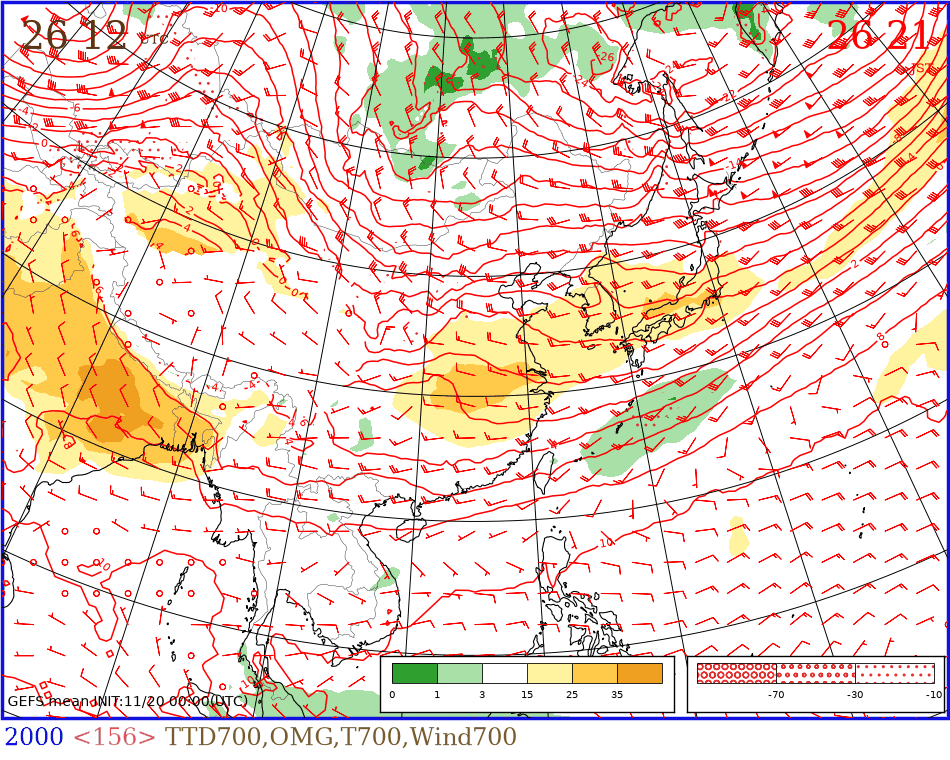 26 12
UTC
26 21
JST
0 1 3 15 25 35
-70 -30 -10
GEFS mean INIT:11/20 00:00(UTC)
2000 <156> TTD700,OMG,T700,Wind700